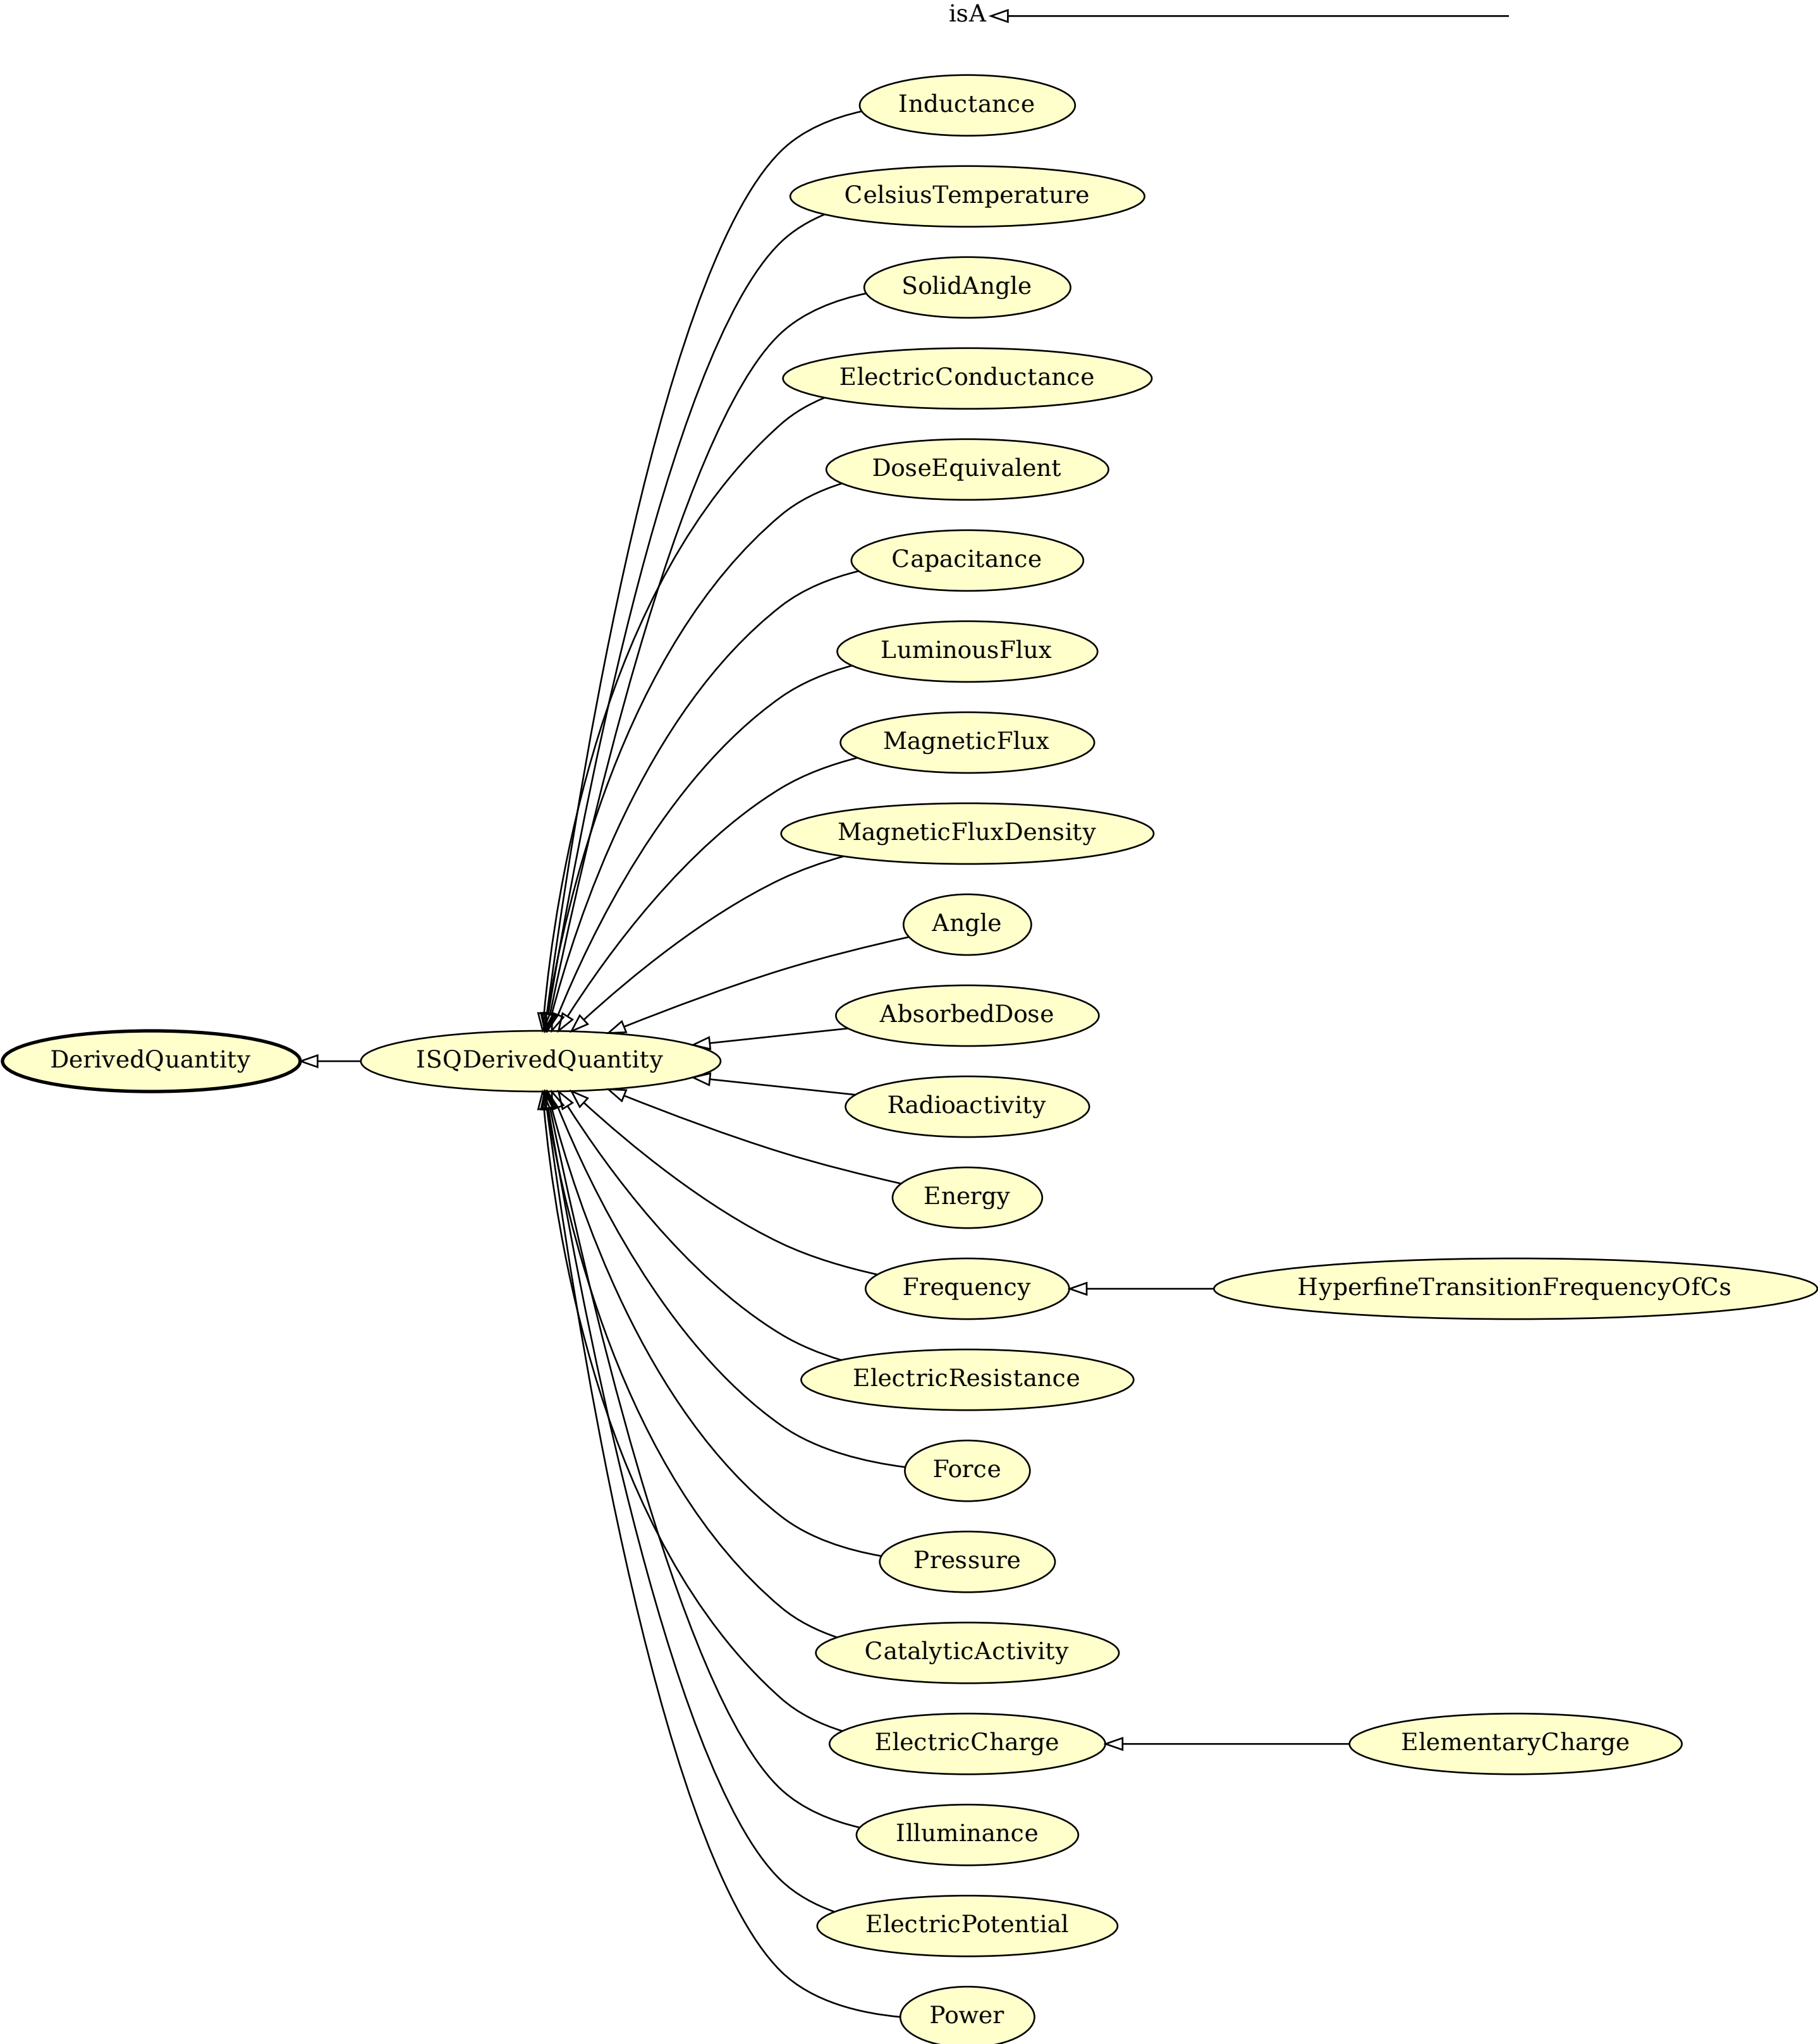 isA
Inductance
CelsiusTemperature
SolidAngle
ElectricConductance
DoseEquivalent
Capacitance
LuminousFlux
MagneticFlux
MagneticFluxDensity
Angle
AbsorbedDose
DerivedQuantity
ISQDerivedQuantity
Radioactivity
Energy
Frequency
HyperfineTransitionFrequencyOfCs
ElectricResistance
Force
Pressure
CatalyticActivity
ElectricCharge
ElementaryCharge
Illuminance
ElectricPotential
Power